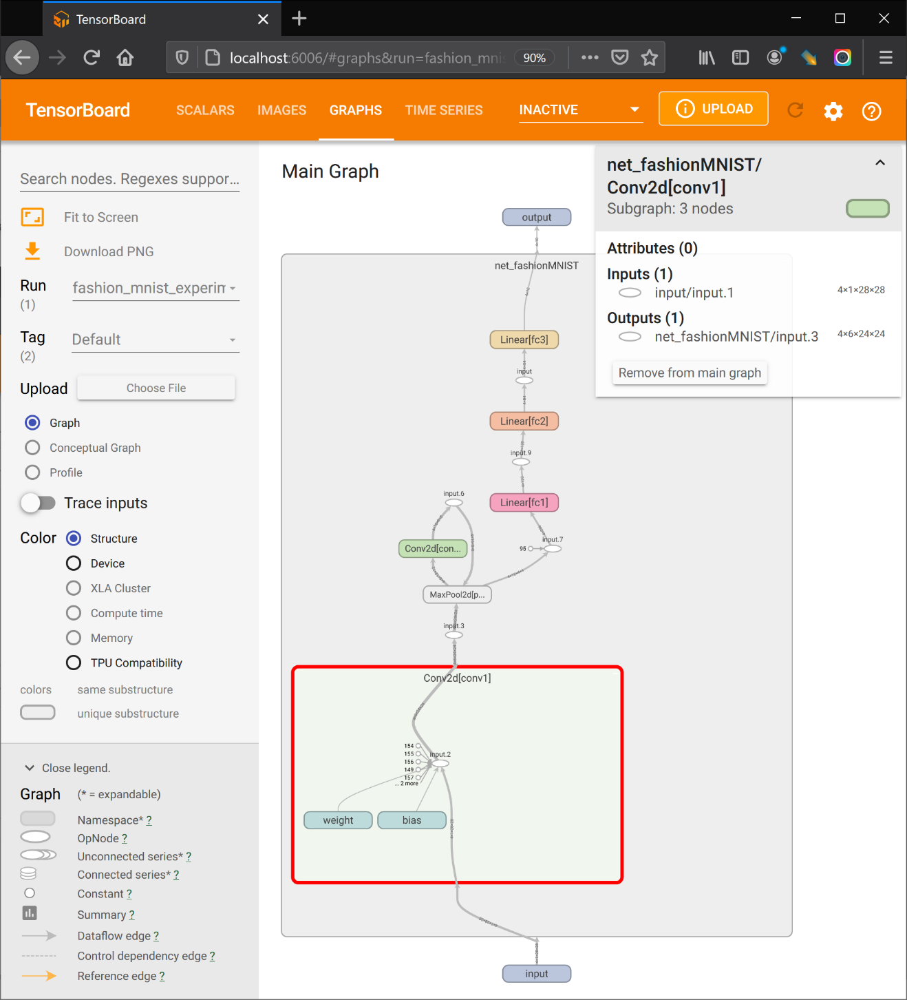 TensorBoard
localhost:6006/#graphs&run=fashion_mni
90%
TensorBoard
SCALARS
IMAGES
GRAPHS
TIME SERIES
INACTIVE
UPLOAD
Search nodes. Regexes suppor...
Fit to Screen
Download PNG
Run
(1)
fashion_mnist_experim
Tag
(2)
Default
Upload
Choose File
Graph
Conceptual Graph
Profile
Trace inputs
Color
Structure
Device
XLA Cluster
Compute time
Memory
TPU Compatibility
colors
same substructure
unique substructure
Close legend.
Graph
(* = expandable)
Namespace* ?
OpNode ?
Unconnected series* ?
Connected series* ?
Constant ?
Summary ?
Dataflow edge ?
Control dependency edge ?
Reference edge ?
Main Graph
output
net_fashionMNIST
Linear[fc3]
input
Linear[fc2]
input.9
Linear[fc1]
input.6
input.7
95
Conv2d[con...
MaxPool2d[p...
input.3
Conv2d[conv1]
154
155
156
149
157
... 2 more
input.2
weight
bias
input
net_fashionMNIST/
Conv2d[conv1]
Subgraph: 3 nodes
Attributes (0)
Inputs (1)
input/input.1
4×1×28×28
Outputs (1)
net_fashionMNIST/input.3
4×6×24×24
Remove from main graph